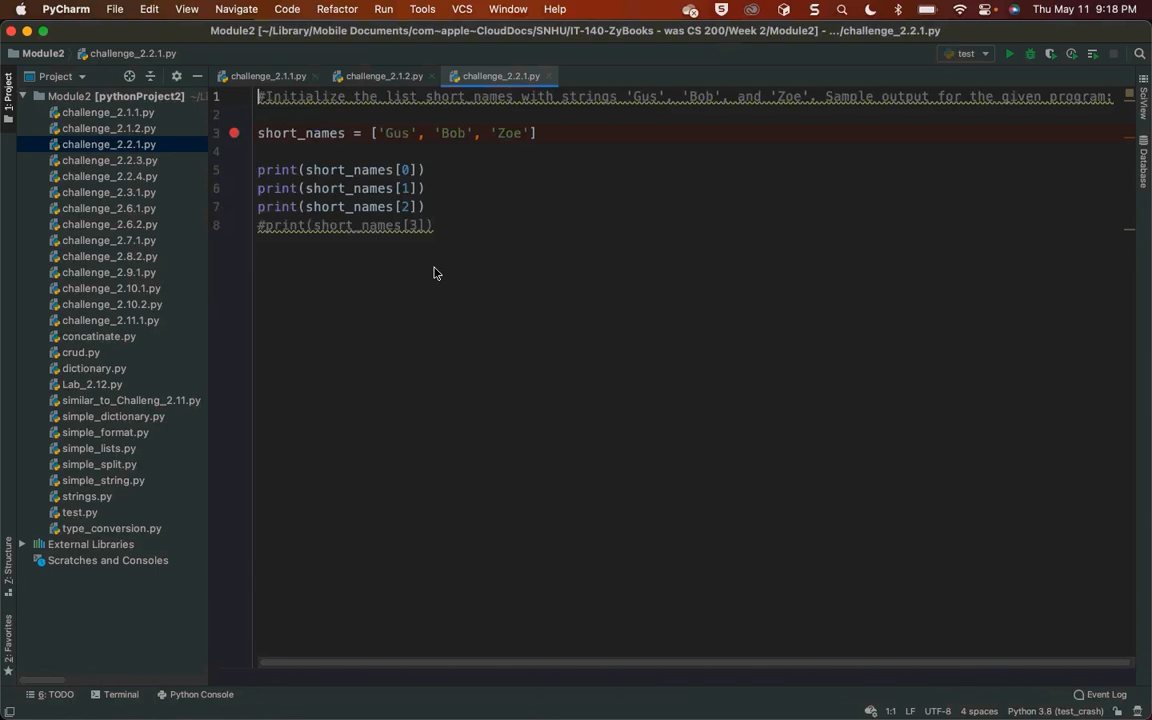 PyCharm File Edit View Navigate Code Refactor Run Tools VCS Window Help Thu May 11 9:18 PM
Module2 [~/Library/Mobile Documents/com~apple~CloudDocs/SNHU/IT-140-ZyBooks - was CS 200/Week 2/Module2] - .../challenge_2.2.1.py
Module2 challenge_2.2.1.py test
Project challenge_2.1.1.py challenge_2.1.2.py challenge_2.2.1.py
1: Project
Module2 [pythonProject2] ~/Li
challenge_2.1.1.py
challenge_2.1.2.py
challenge_2.2.1.py
challenge_2.2.3.py
challenge_2.2.4.py
challenge_2.3.1.py
challenge_2.6.1.py
challenge_2.6.2.py
challenge_2.7.1.py
challenge_2.8.2.py
challenge_2.9.1.py
challenge_2.10.1.py
challenge_2.10.2.py
challenge_2.11.1.py
concatinate.py
crud.py
dictionary.py
Lab_2.12.py
similar_to_Challeng_2.11.py
simple_dictionary.py
simple_format.py
simple_lists.py
simple_split.py
simple_string.py
strings.py
test.py
type_conversion.py
External Libraries
Scratches and Consoles
7: Structure
2: Favorites
1 #Initialize the list short_names with strings 'Gus', 'Bob', and 'Zoe'. Sample output for the given program:
2
3 short_names = ['Gus', 'Bob', 'Zoe']
4
5 print(short_names[0])
6 print(short_names[1])
7 print(short_names[2])
8 #print(short_names[3])
SciView
Database
6: TODO Terminal Python Console Event Log
1:1 LF UTF-8 4 spaces Python 3.8 (test_crash)